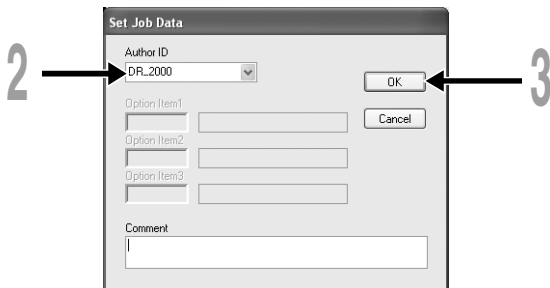 Set Job Data
Author ID
2
DR_2000
OK
3
Option Item1
Cancel
Option Item2
Option Item3
Comment